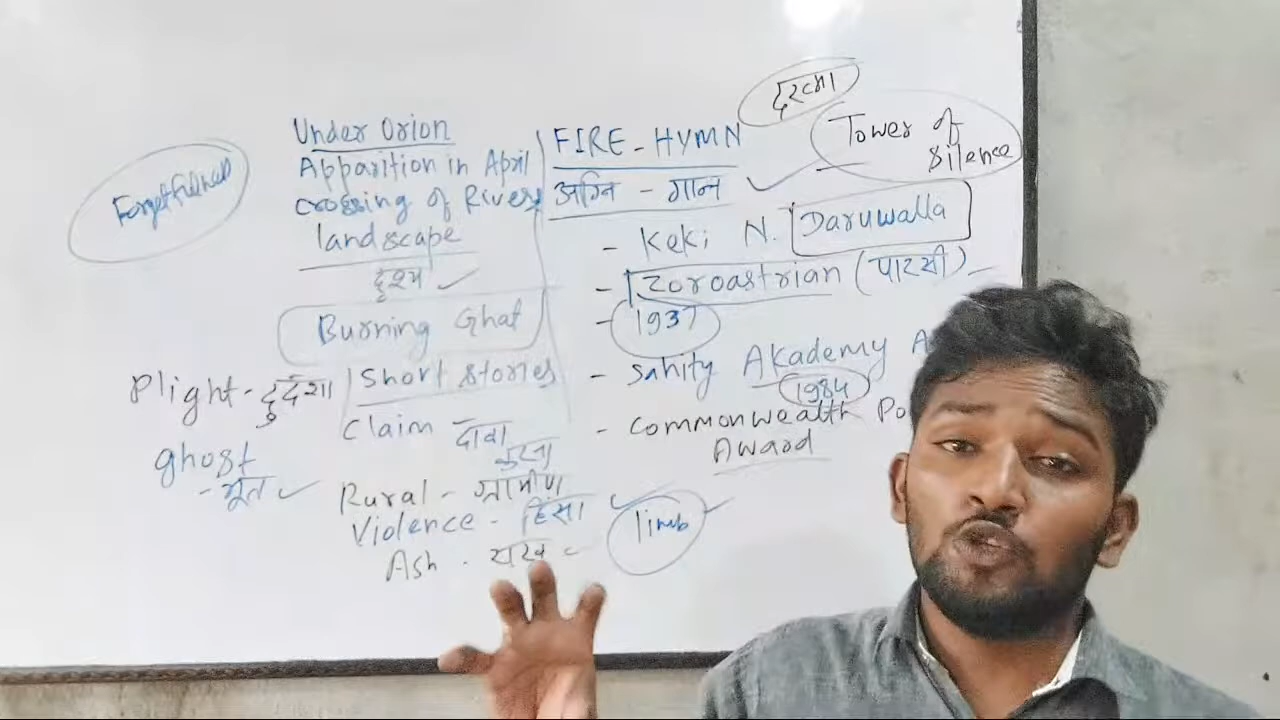 Under Orion
Apparition in April
crossing of Rivers
landscape
दृश्य
Burning Ghat
Short stories
Claim दावा
करना
Rural - ग्रामीण
Violence - हिंसा
Ash - राख
Forgetfulness
Plight - दुर्दशा
ghost
- भूत
FIRE - HYMN
अग्नि - गान
Tower of
silence
- Keki N. Daruwalla
- Zoroastrian (पारसी)
- 1937
- Sahity Akademy A
1984
- Commonwealth Po
Award
limb